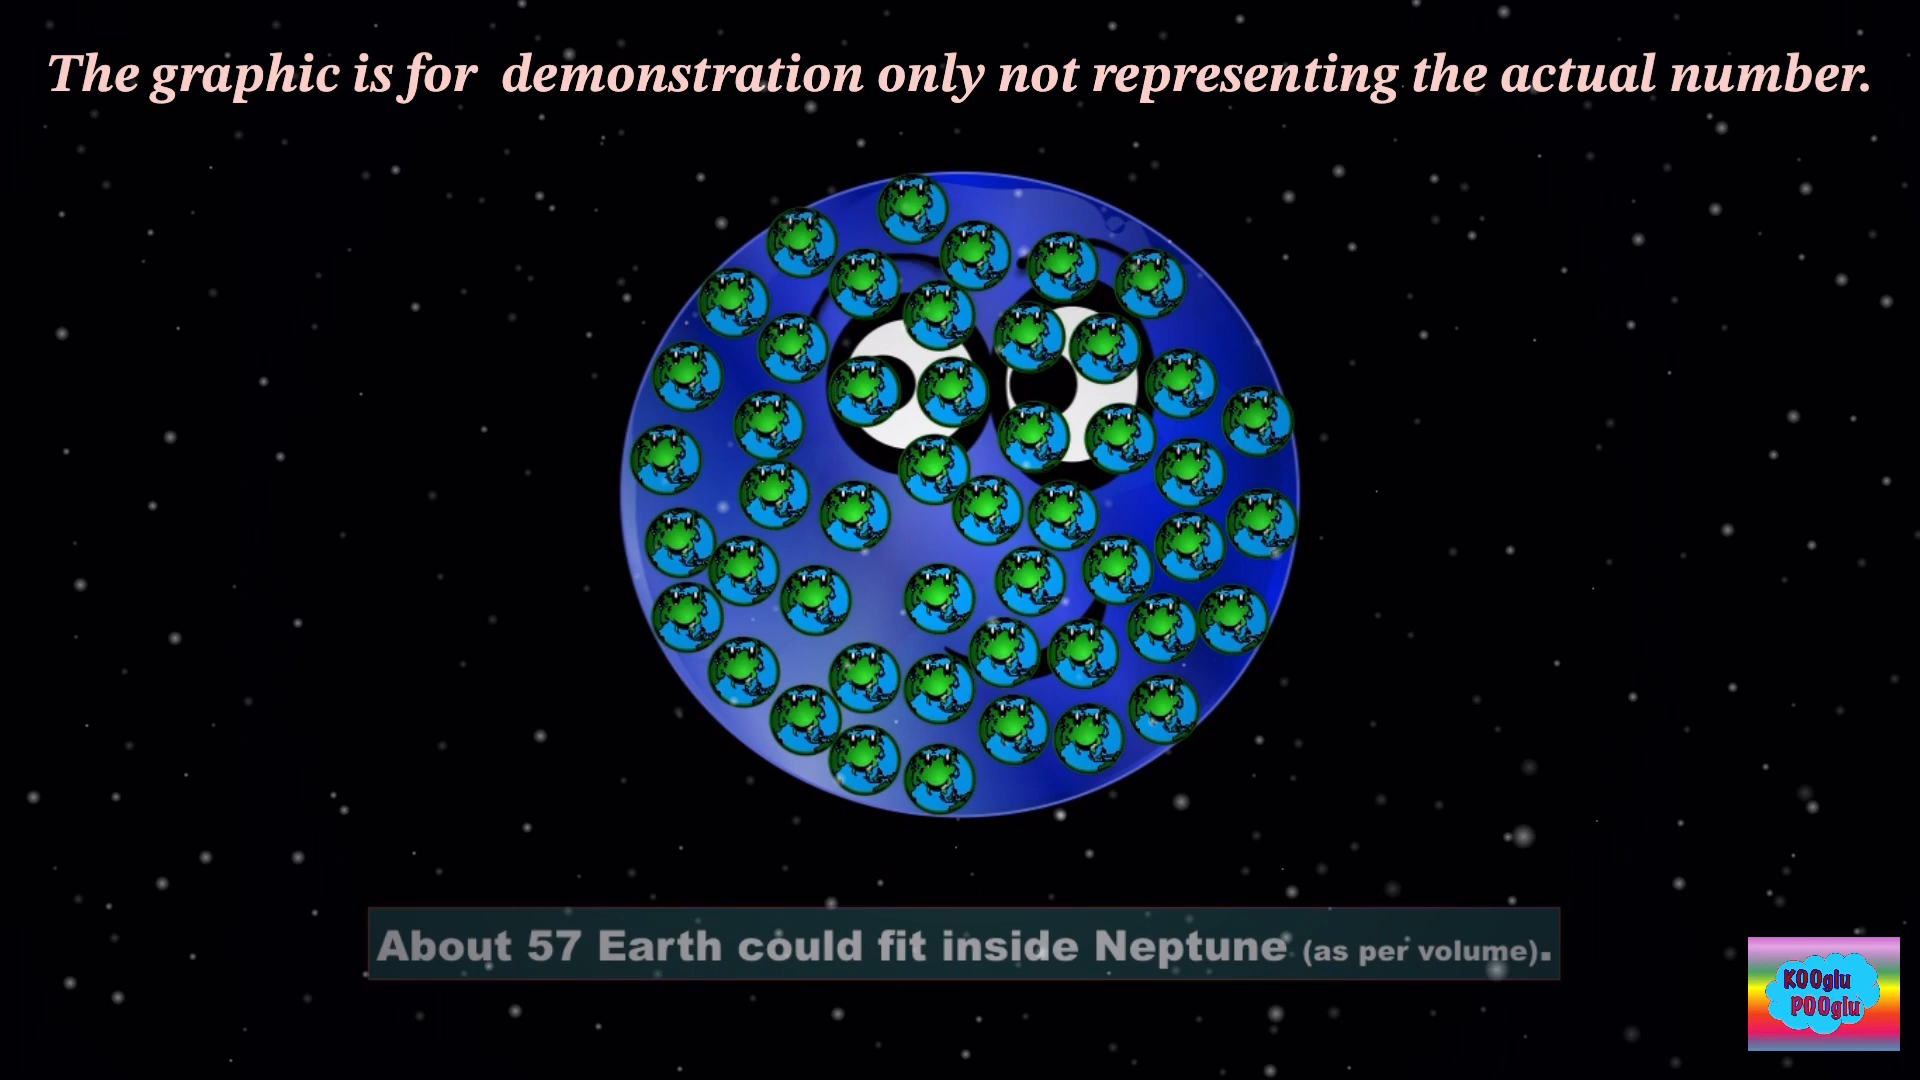 The graphic is for  demonstration only not representing the actual number.
About 57 Earth could fit inside Neptune (as per volume).
KOOglu
POOglu